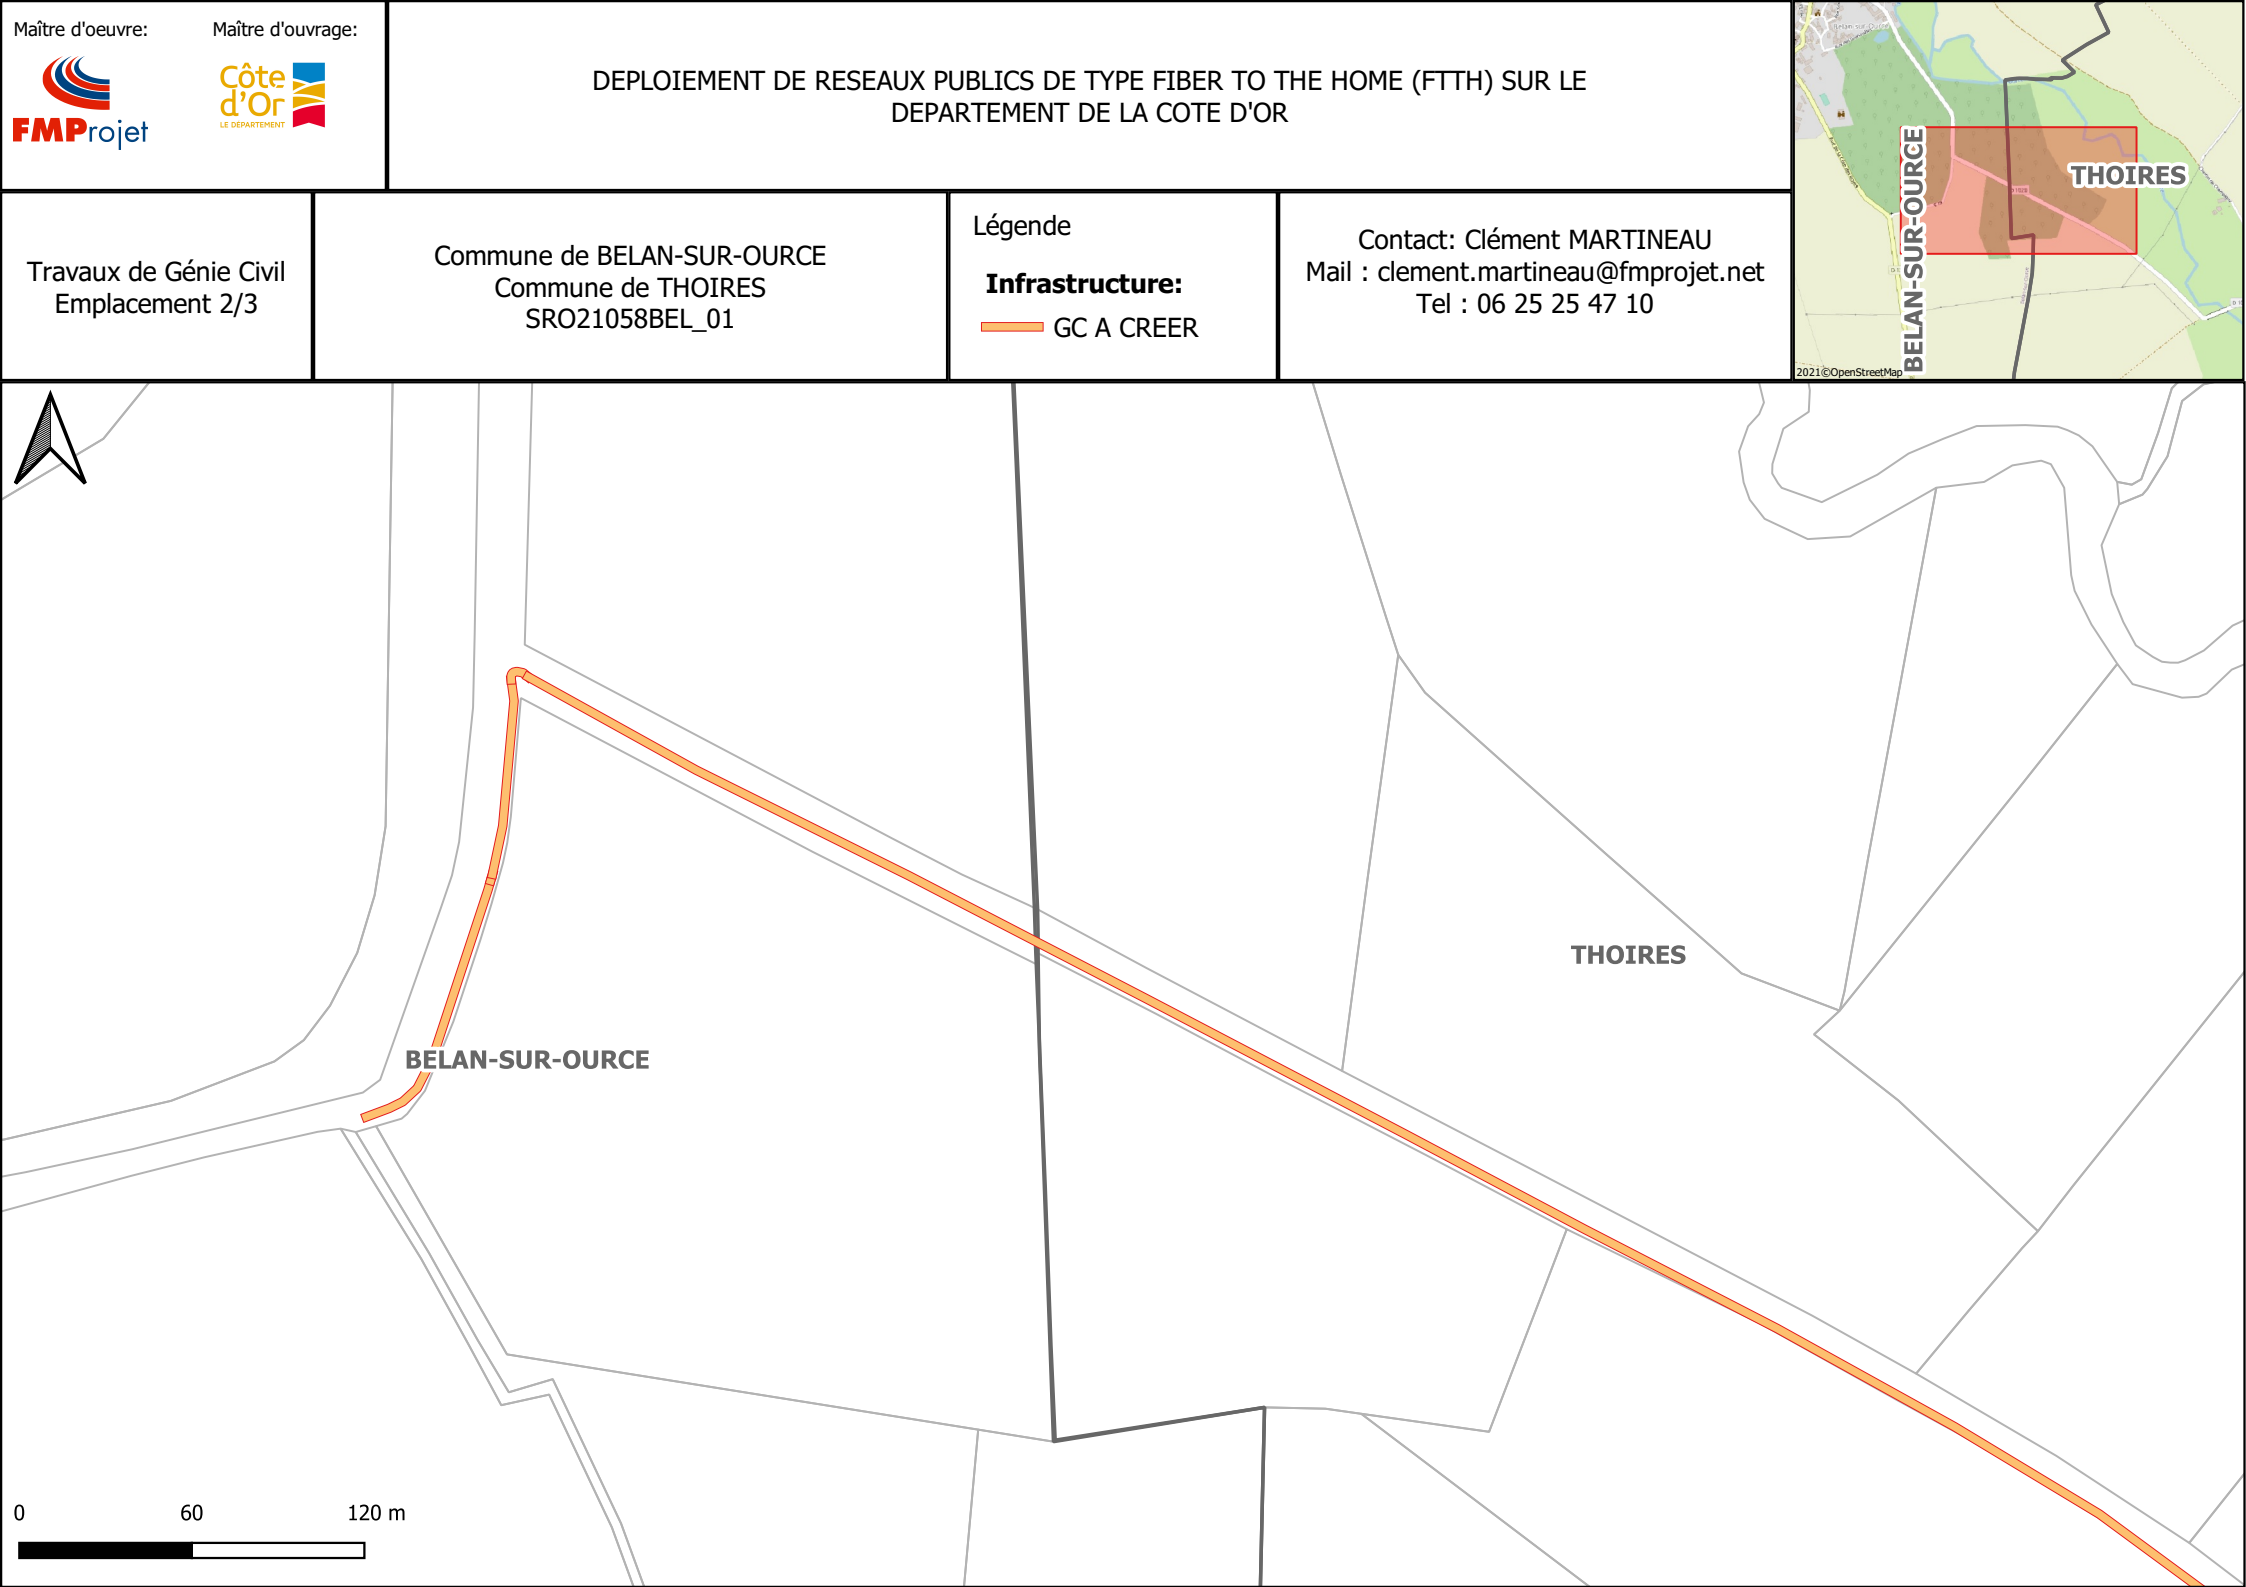 Maître d'oeuvre:
Maître d'ouvrage:
FMProjet
Côte
d'Or
LE DÉPARTEMENT
DEPLOIEMENT DE RESEAUX PUBLICS DE TYPE FIBER TO THE HOME (FTTH) SUR LE
DEPARTEMENT DE LA COTE D'OR
Travaux de Génie Civil
Emplacement 2/3
Commune de BELAN-SUR-OURCE
Commune de THOIRES
SRO21058BEL_01
Légende
Infrastructure:
GC A CREER
Contact: Clément MARTINEAU
Mail : clement.martineau@fmprojet.net
Tel : 06 25 25 47 10
BELAN-SUR-OURCE
THOIRES
2021©OpenStreetMap
THOIRES
BELAN-SUR-OURCE
0 60 120 m